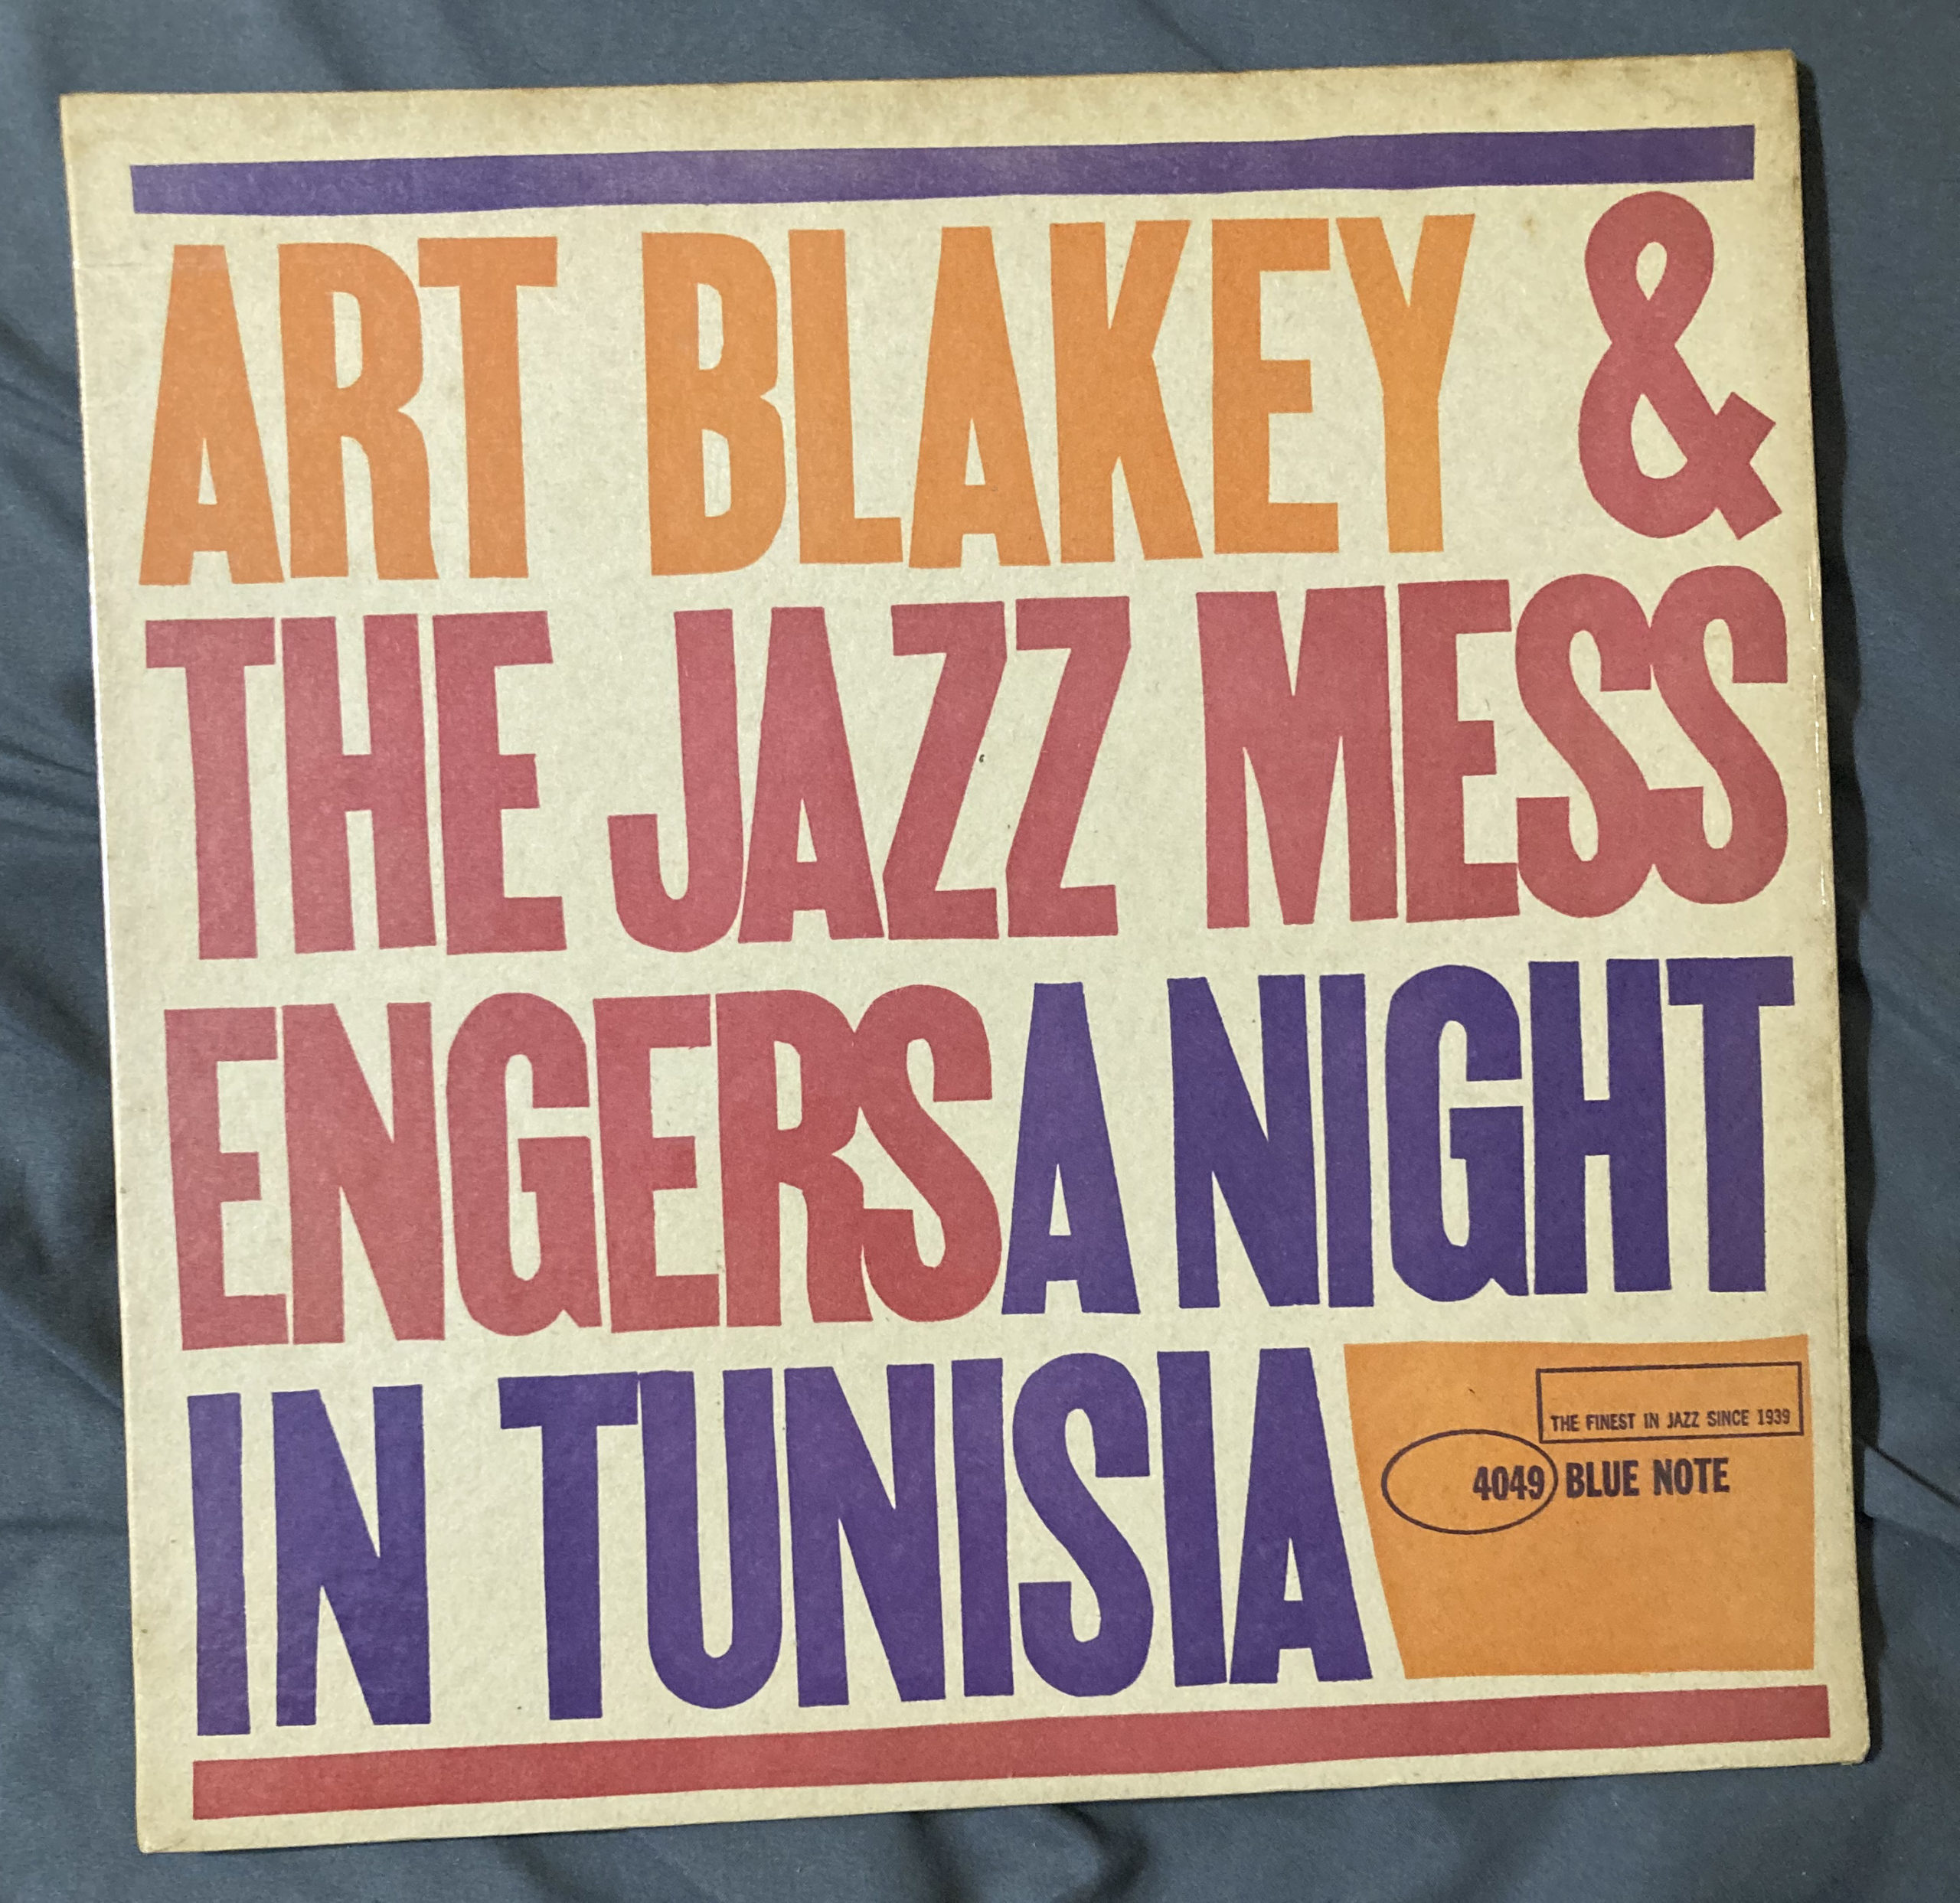 ART BLAKEY &
THE JAZZ MESS
ENGERS A NIGHT
IN TUNISIA
THE FINEST IN JAZZ SINCE 1939
4049 BLUE NOTE